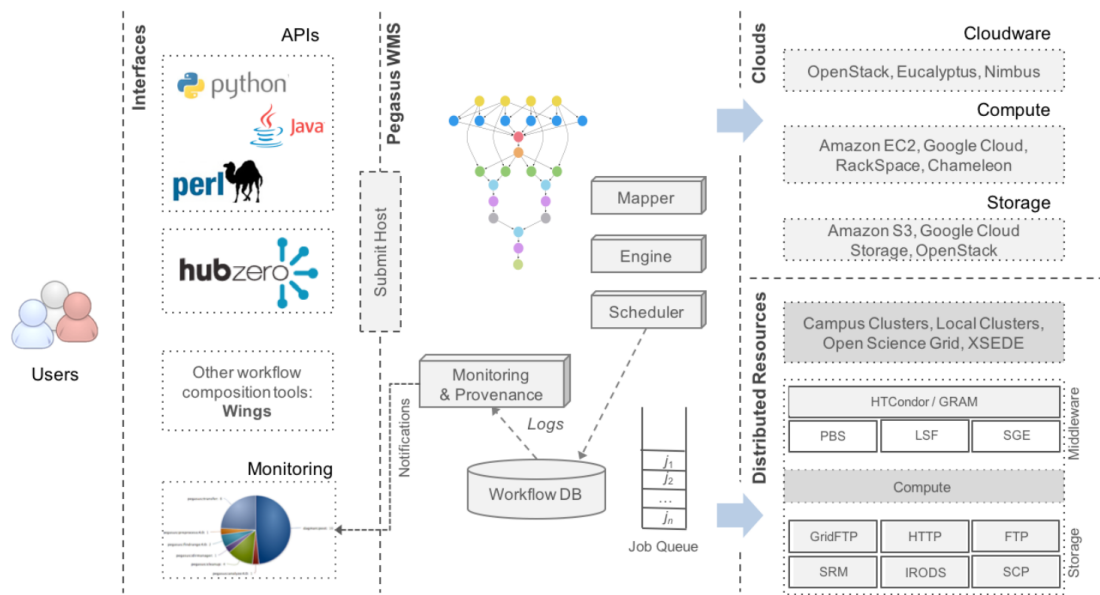 Users
Interfaces
APIs
python
Java
perl
hubzero
Other workflow
composition tools:
Wings
Monitoring
Pegasus WMS
Submit Host
Mapper
Engine
Scheduler
Monitoring
& Provenance
Notifications
Logs
Workflow DB
j1
j2
...
jn
Job Queue
Clouds
Cloudware
OpenStack, Eucalyptus, Nimbus
Compute
Amazon EC2, Google Cloud,
RackSpace, Chameleon
Storage
Amazon S3, Google Cloud
Storage, OpenStack
Distributed Resources
Campus Clusters, Local Clusters,
Open Science Grid, XSEDE
HTCondor / GRAM
PBS
LSF
SGE
Middleware
Compute
GridFTP
HTTP
FTP
SRM
IRODS
SCP
Storage